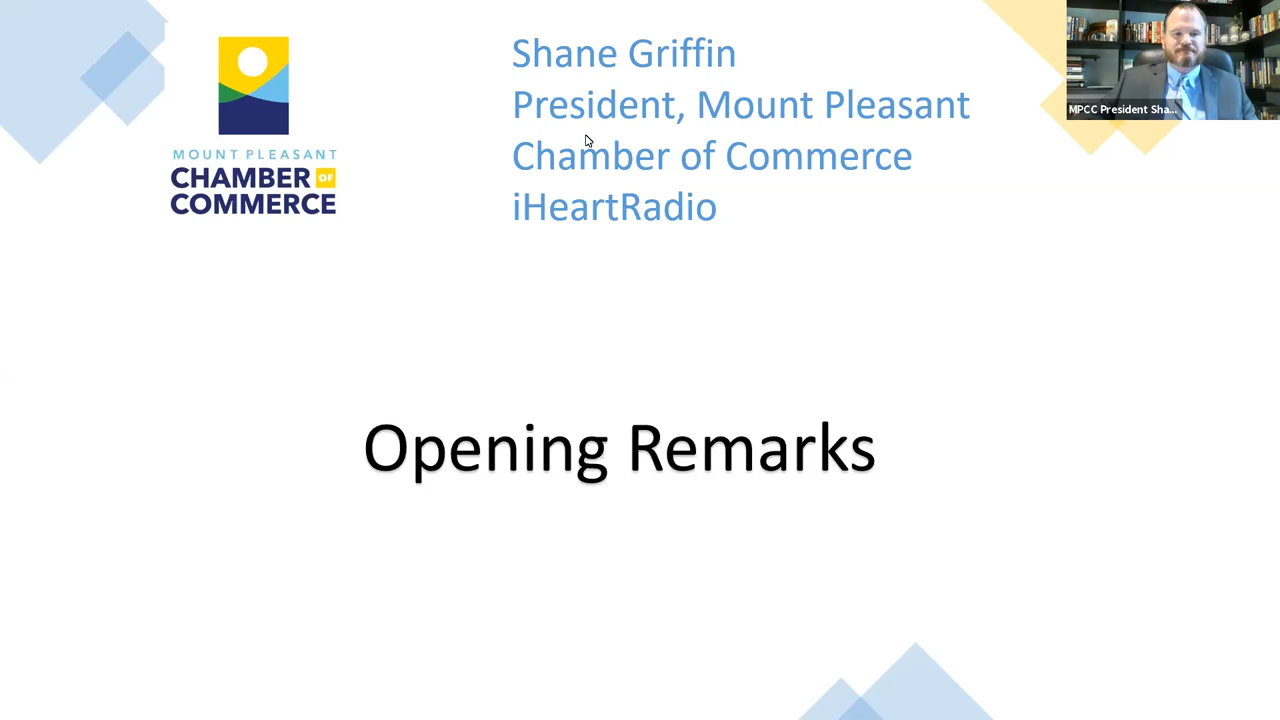 Shane Griffin
President, Mount Pleasant
Chamber of Commerce
iHeartRadio
MOUNT PLEASANT
CHAMBER OF
COMMERCE
MPCC President Sha...
Opening Remarks